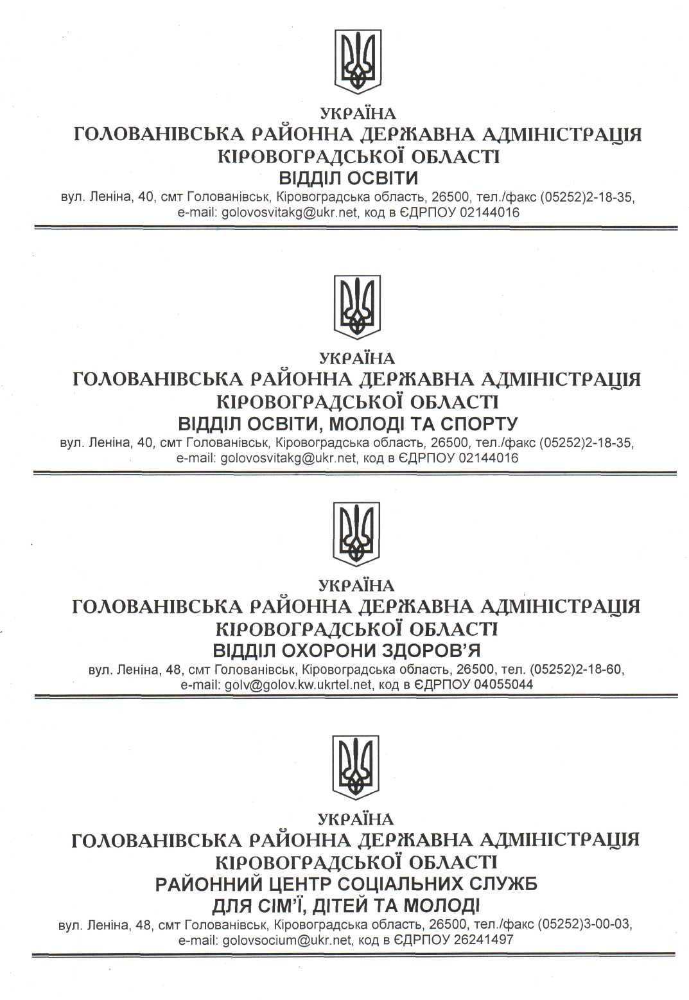 УКРАЇНА
ГОЛОВАНІВСЬКА РАЙОННА ДЕРЖАВНА АДМІНІСТРАЦІЯ
КІРОВОГРАДСЬКОЇ ОБЛАСТІ
ВІДДІЛ ОСВІТИ
вул. Леніна, 40, смт Голованівськ, Кіровоградська область, 26500, тел./факс (05252)2-18-35,
e-mail: golovosvitakg@ukr.net, код в ЄДРПОУ 02144016
УКРАЇНА
ГОЛОВАНІВСЬКА РАЙОННА ДЕРЖАВНА АДМІНІСТРАЦІЯ
КІРОВОГРАДСЬКОЇ ОБЛАСТІ
ВІДДІЛ ОСВІТИ, МОЛОДІ ТА СПОРТУ
вул. Леніна, 40, смт Голованівськ, Кіровоградська область, 26500, тел./факс (05252)2-18-35,
e-mail: golovosvitakg@ukr.net, код в ЄДРПОУ 02144016
УКРАЇНА
ГОЛОВАНІВСЬКА РАЙОННА ДЕРЖАВНА АДМІНІСТРАЦІЯ
КІРОВОГРАДСЬКОЇ ОБЛАСТІ
ВІДДІЛ ОХОРОНИ ЗДОРОВ’Я
вул. Леніна, 48, смт Голованівськ, Кіровоградська область, 26500, тел. (05252)2-18-60,
e-mail: golv@golov.kw.ukrtel.net, код в ЄДРПОУ 04055044
УКРАЇНА
ГОЛОВАНІВСЬКА РАЙОННА ДЕРЖАВНА АДМІНІСТРАЦІЯ
КІРОВОГРАДСЬКОЇ ОБЛАСТІ
РАЙОННИЙ ЦЕНТР СОЦІАЛЬНИХ СЛУЖБ
ДЛЯ СІМ’Ї, ДІТЕЙ ТА МОЛОДІ
вул. Леніна, 48, смт Голованівськ, Кіровоградська область, 26500, тел./факс (05252)3-00-03,
e-mail: golovsocium@ukr.net, код в ЄДРПОУ 26241497